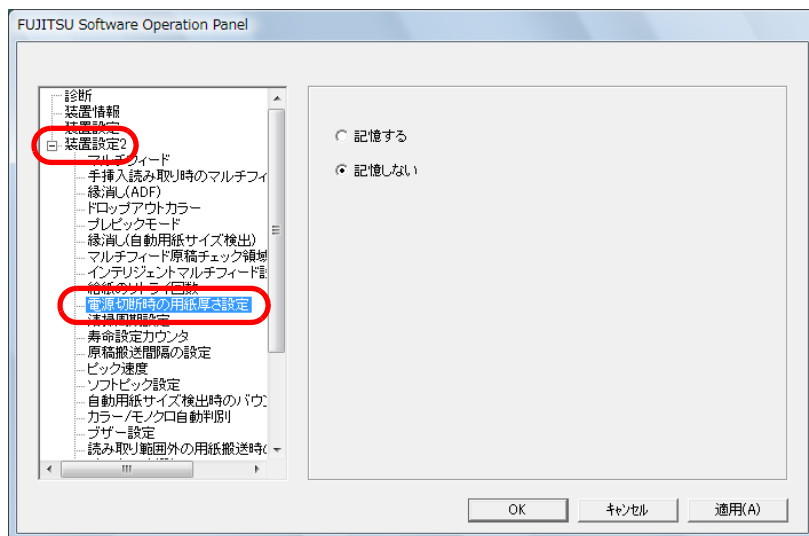 FUJITSU Software Operation Panel
診断
装置情報
装置設定
装置設定2
マルチフィード
手挿入読み取り時のマルチフィ
縁消し(ADF)
ドロップアウトカラー
プレピックモード
縁消し(自動用紙サイズ検出)
マルチフィード原稿チェック領域
インテリジェントマルチフィード
給紙のリトライ回数
電源切断時の用紙厚さ設定
清掃周期設定
寿命設定カウンタ
原稿搬送間隔の設定
ピック速度
ソフトピック設定
自動用紙サイズ検出時のバウ
カラー/モノクロ自動判別
ブザー設定
読み取り範囲外の用紙搬送時
記憶する
記憶しない
OK
キャンセル
適用(A)